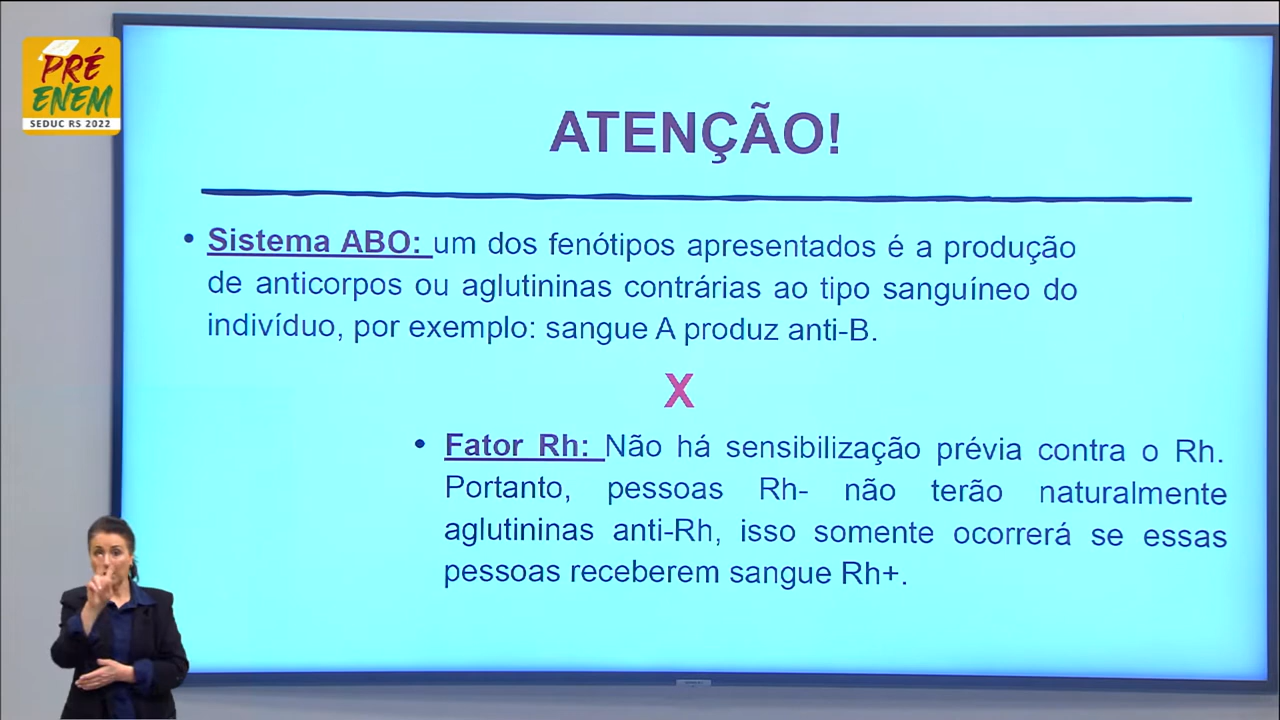 PRÉ
ENEM
SEDUC RS 2022
ATENÇÃO!
• Sistema ABO: um dos fenótipos apresentados é a produção
de anticorpos ou aglutininas contrárias ao tipo sanguíneo do
indivíduo, por exemplo: sangue A produz anti-B.
X
• Fator Rh: Não há sensibilização prévia contra o Rh.
Portanto, pessoas Rh- não terão naturalmente
aglutininas anti-Rh, isso somente ocorrerá se essas
pessoas receberem sangue Rh+.